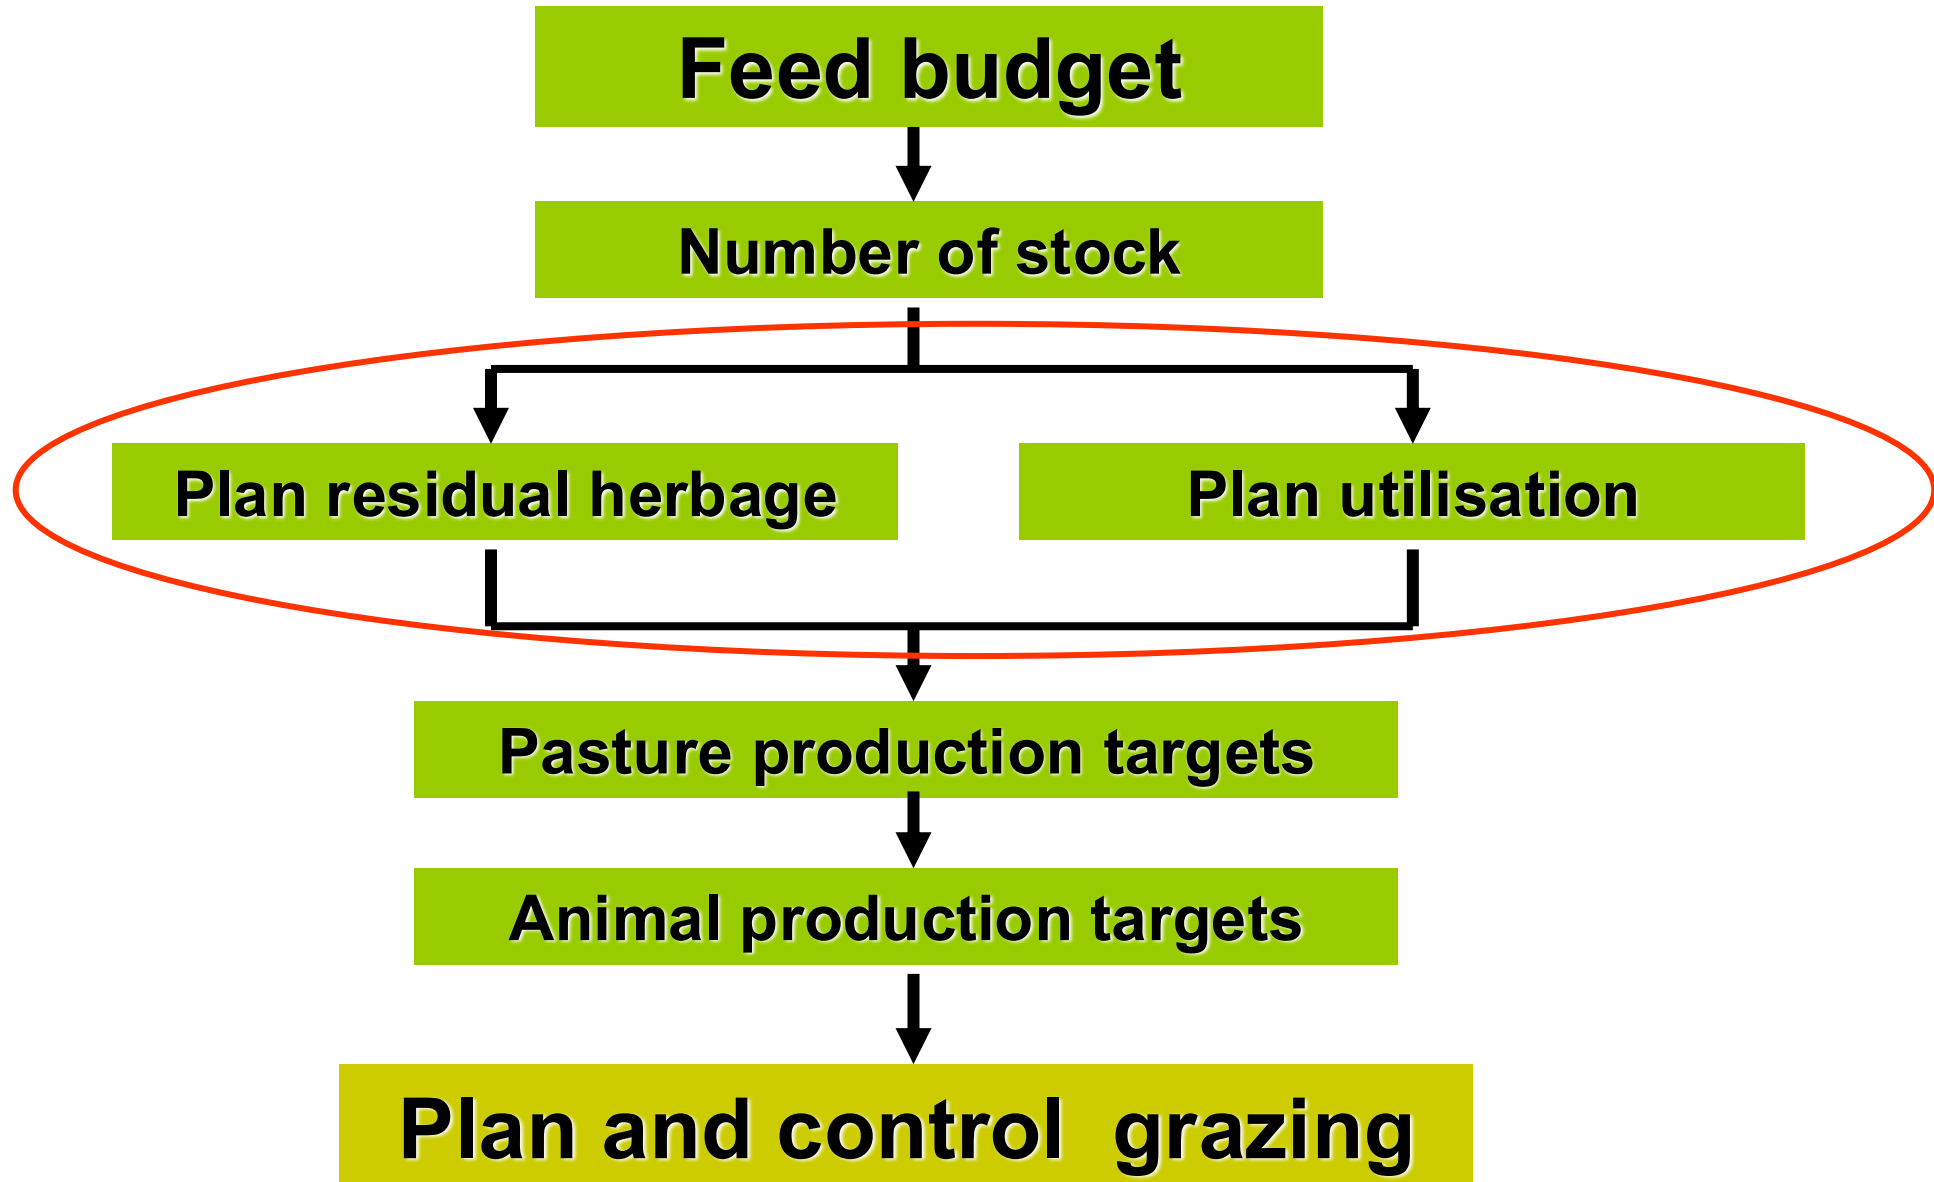 Feed budget
Number of stock
Plan residual herbage
Plan utilisation
Pasture production targets
Animal production targets
Plan and control  grazing